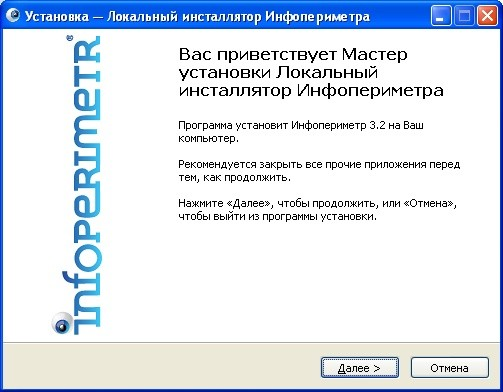 Установка — Локальный инсталлятор Инфопериметра
infoPERIMETR®
Вас приветствует Мастер
установки Локальный
инсталлятор Инфопериметра
Программа установит Инфопериметр 3.2 на Ваш
компьютер.
Рекомендуется закрыть все прочие приложения перед
тем, как продолжить.
Нажмите «Далее», чтобы продолжить, или «Отмена»,
чтобы выйти из программы установки.
Далее >
Отмена